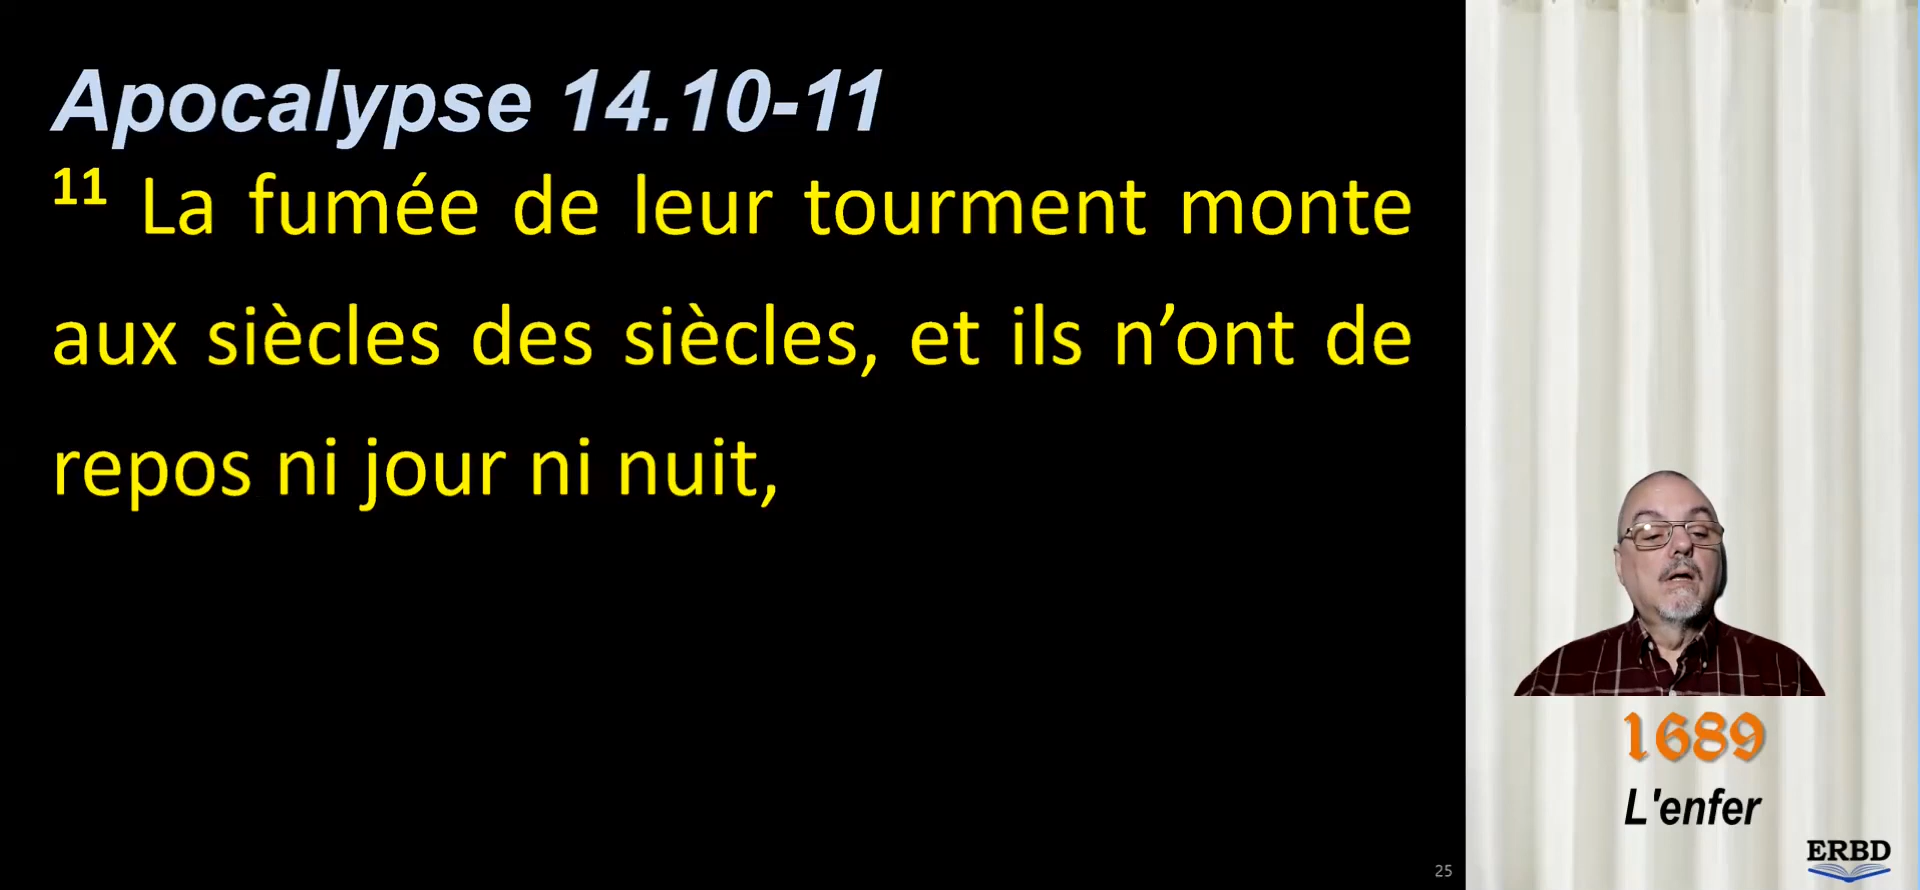 Apocalypse 14.10-11
11 La fumée de leur tourment monte
aux siècles des siècles, et ils n’ont de
repos ni jour ni nuit,
25
1689
L'enfer
ERBD